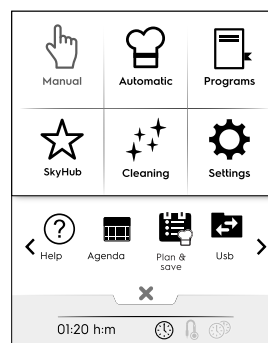 Manual Automatic Programs
SkyHub Cleaning Settings
? Help Agenda Plan & save Usb
01:20 h:m